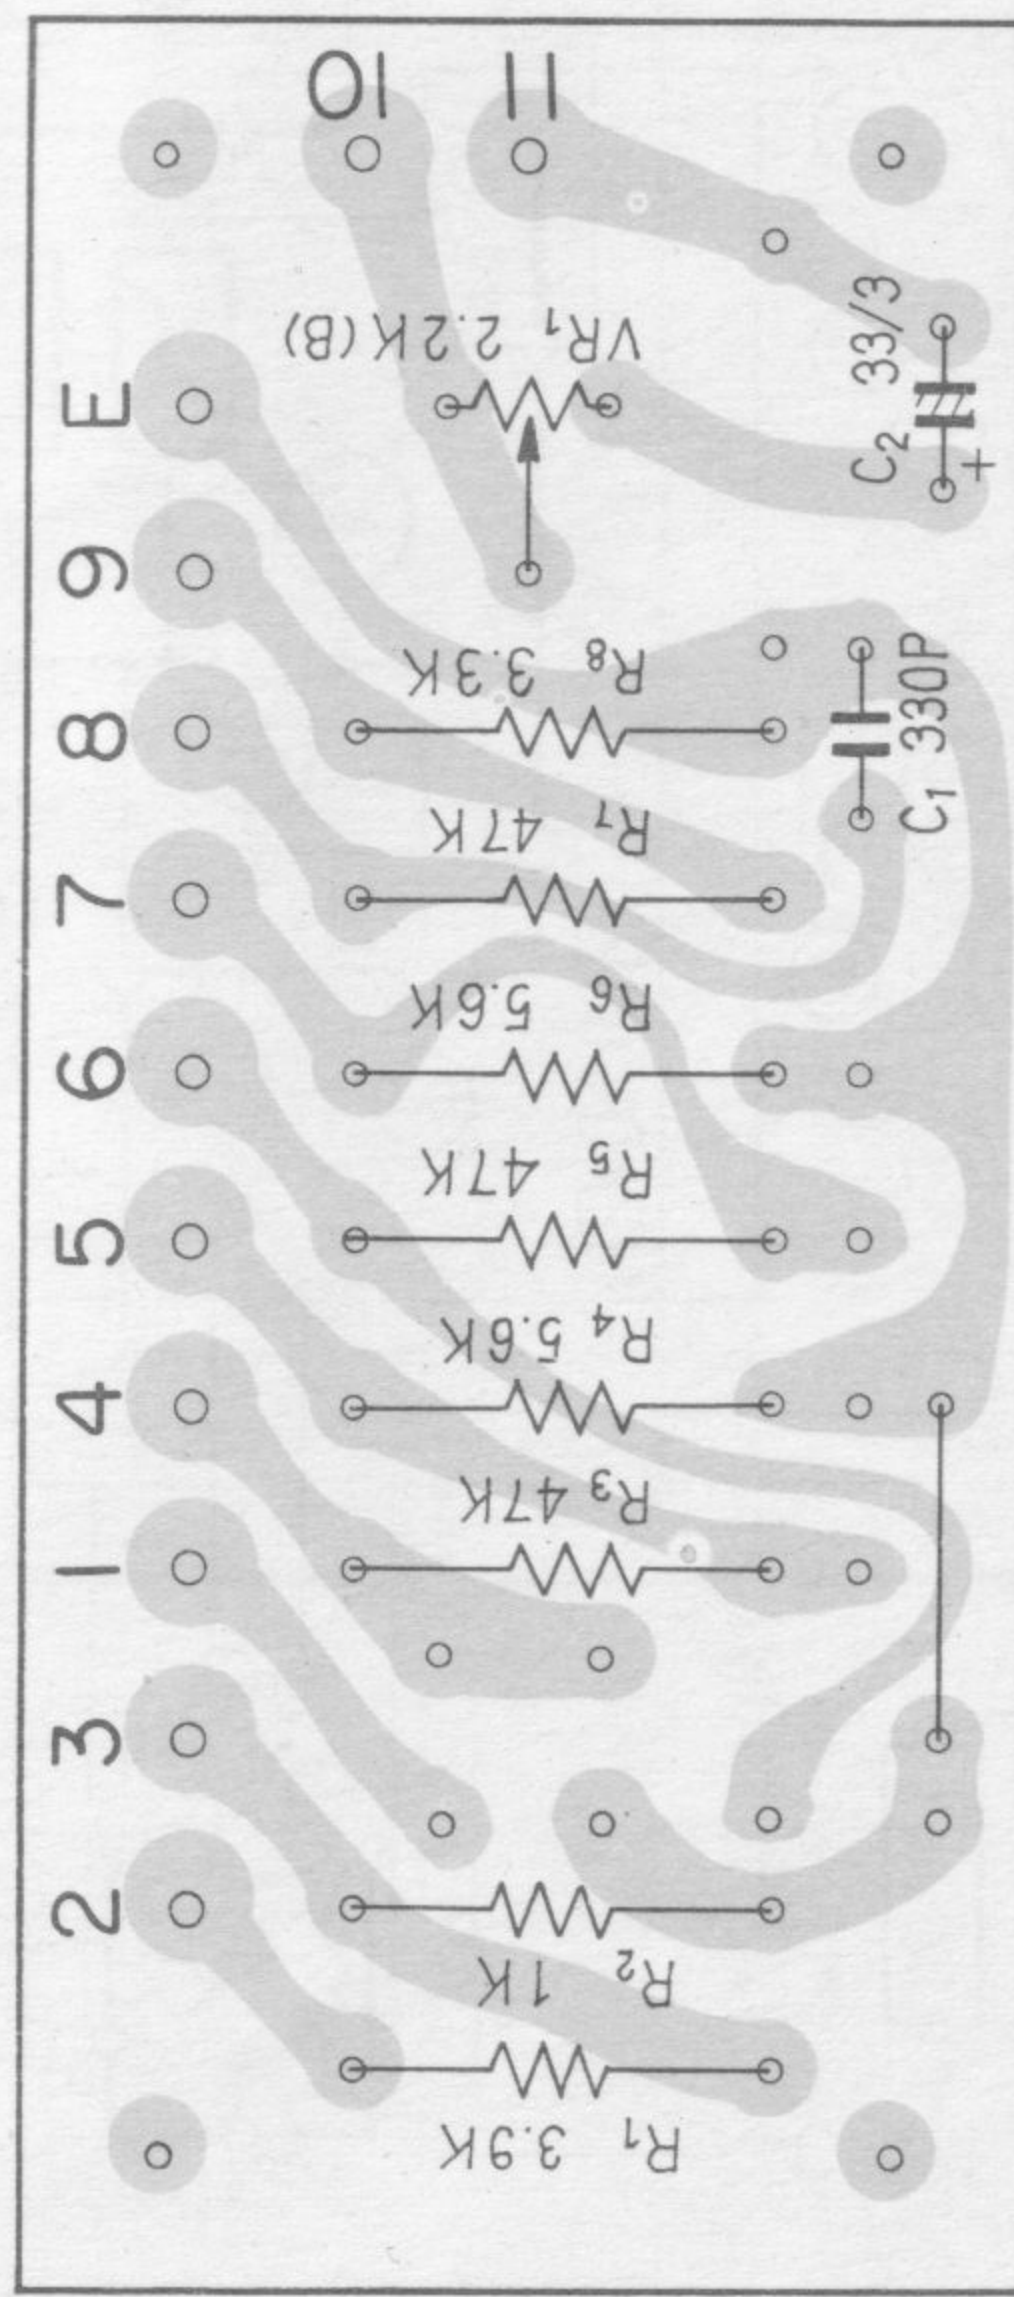 10 11
VR1 2.2K (B)
C2 33/3
+
E
9
R8 3.3K
C1 330P
8
R7 47K
7
R6 5.6K
6
R5 47K
5
R4 5.6K
4
R3 47K
1
3
2
R2 1K
R1 3.9K